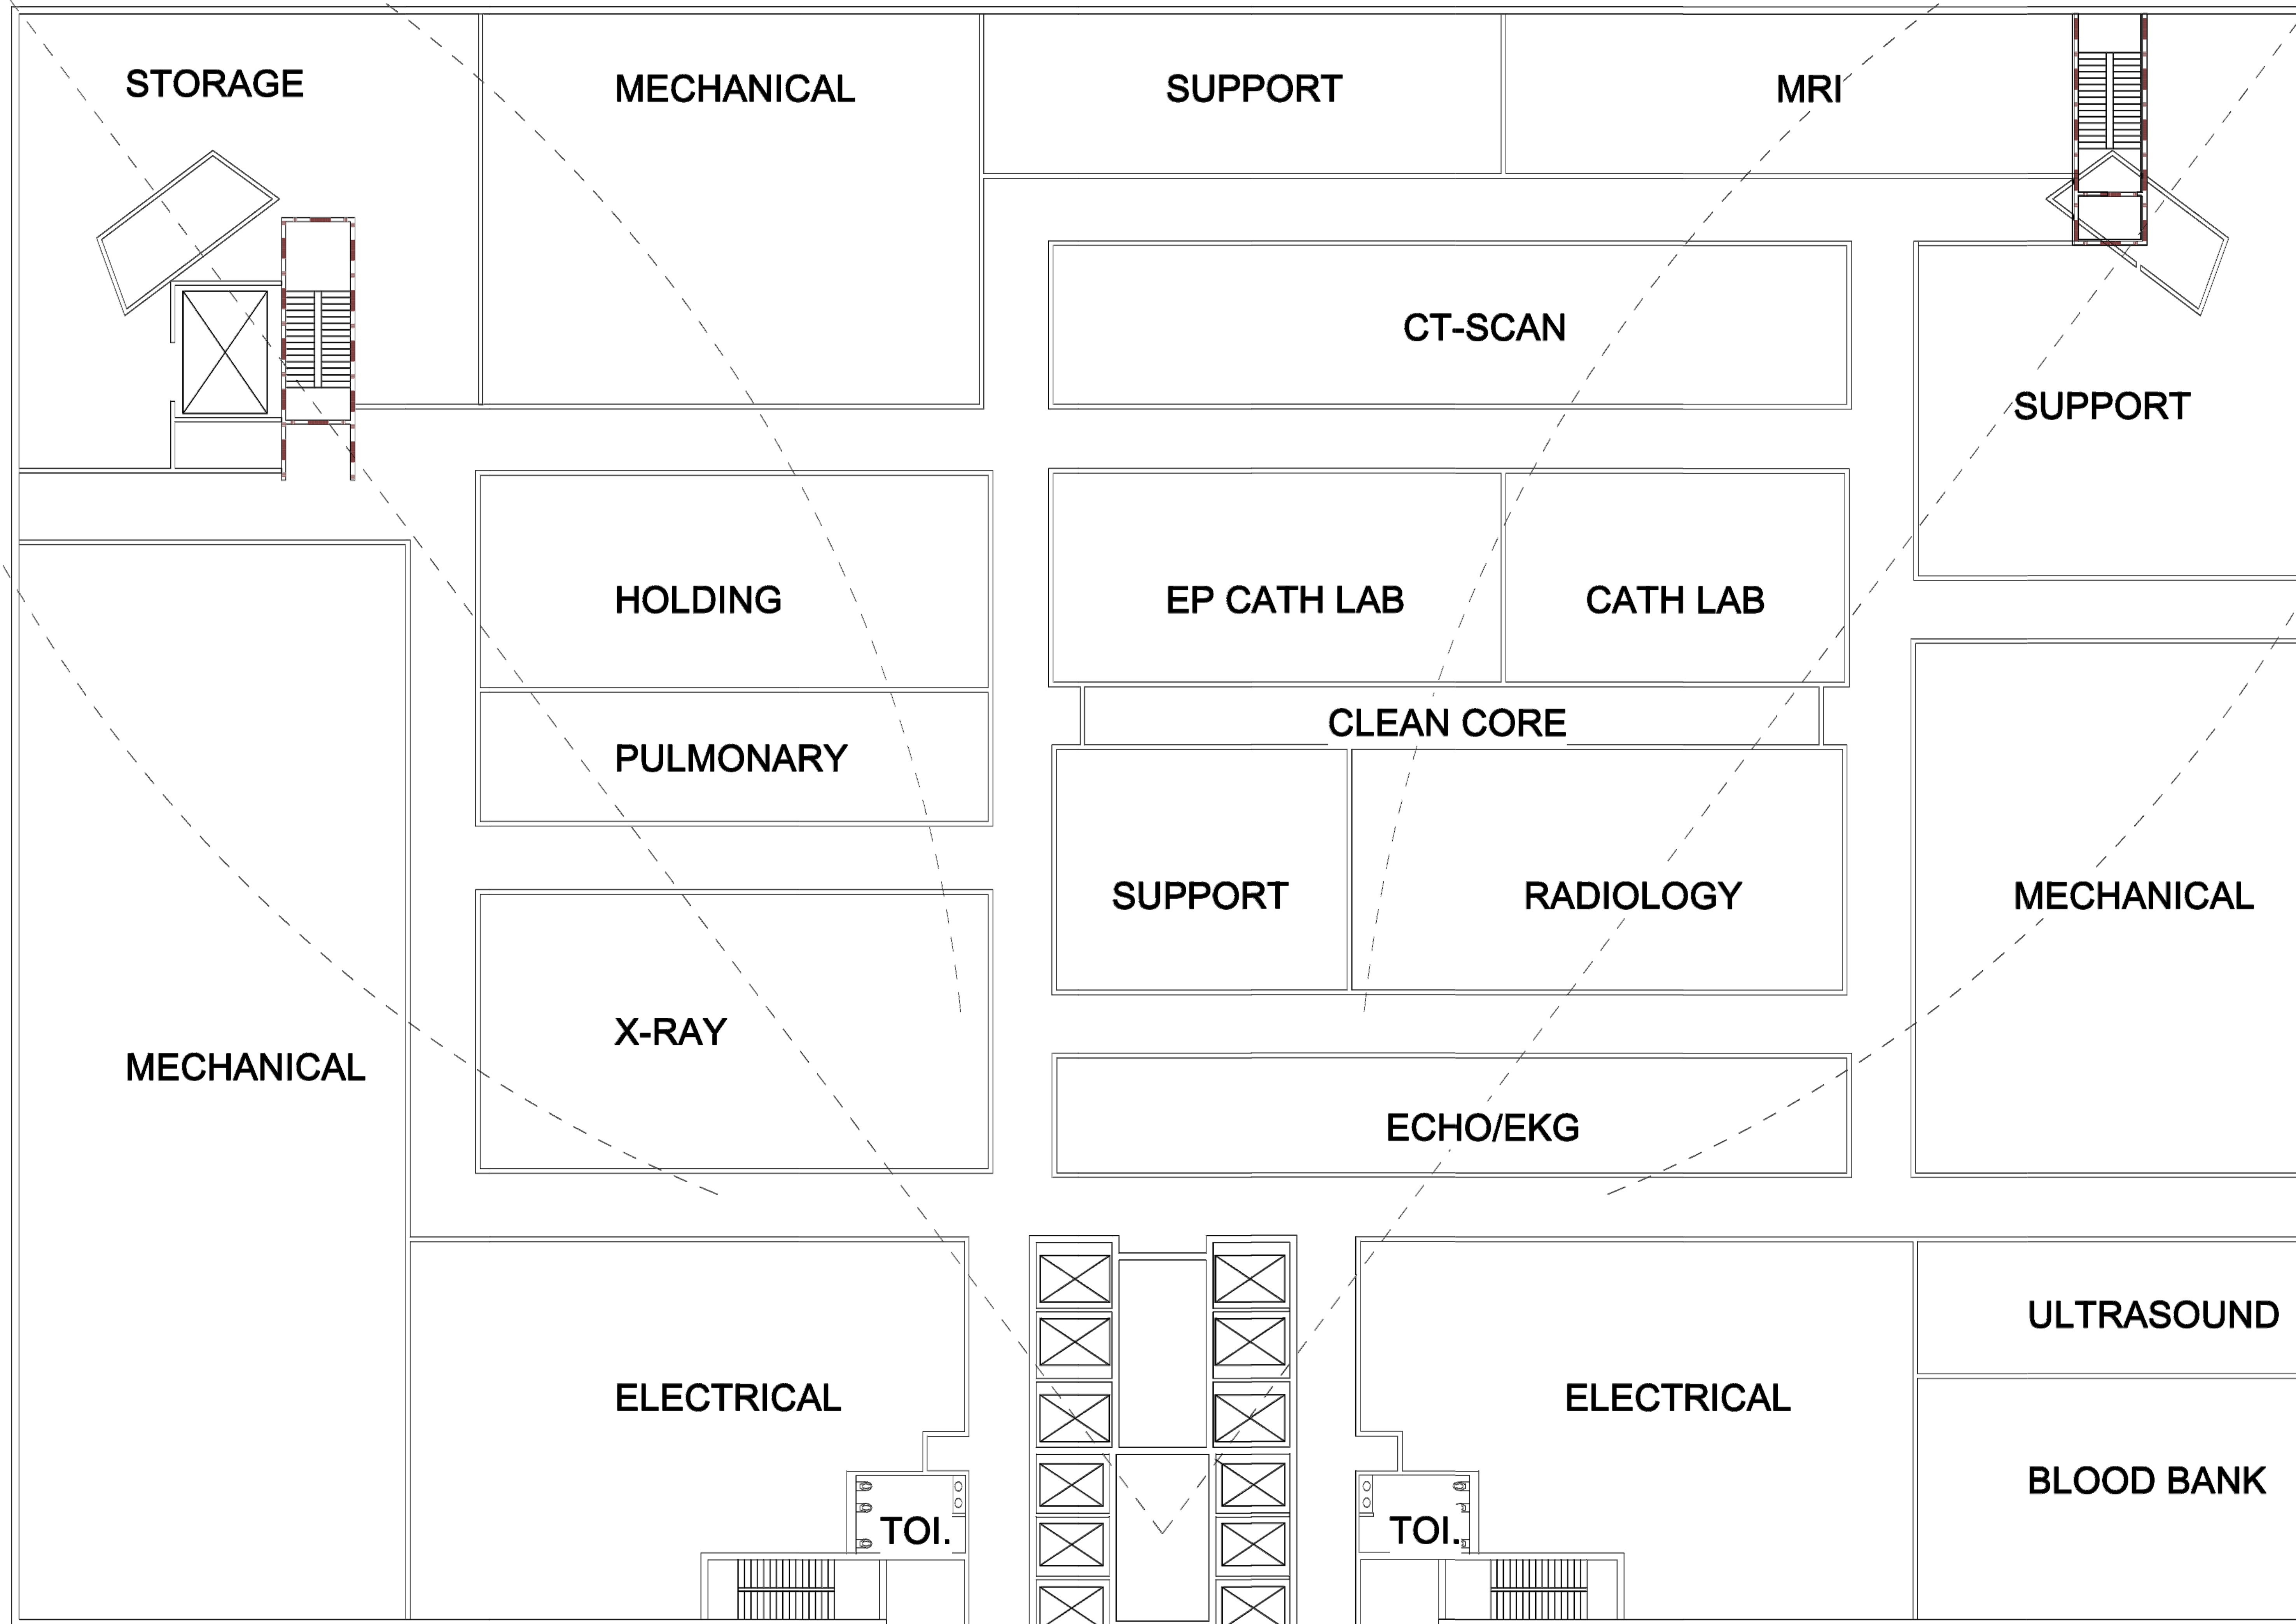 STORAGE
MECHANICAL
SUPPORT
MRI
CT-SCAN
SUPPORT
HOLDING
EP CATH LAB
CATH LAB
CLEAN CORE
PULMONARY
SUPPORT
RADIOLOGY
MECHANICAL
X-RAY
MECHANICAL
ECHO/EKG
ULTRASOUND
ELECTRICAL
ELECTRICAL
BLOOD BANK
TOI.
TOI.